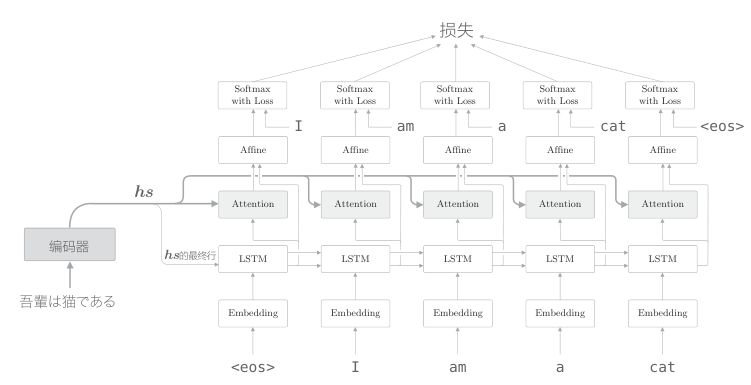 损失
Softmax with Loss
Softmax with Loss
Softmax with Loss
Softmax with Loss
Softmax with Loss
I
am
a
cat
<eos>
Affine
Affine
Affine
Affine
Affine
hs
Attention
Attention
Attention
Attention
Attention
编码器
hs的最终行
LSTM
LSTM
LSTM
LSTM
LSTM
吾輩は猫である
Embedding
Embedding
Embedding
Embedding
Embedding
<eos>
I
am
a
cat